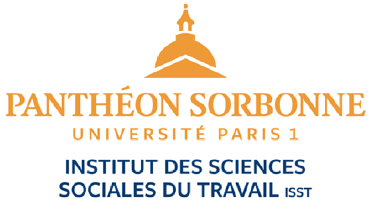 PANTHÉON SORBONNE
UNIVERSITÉ PARIS 1
INSTITUT DES SCIENCES
SOCIALES DU TRAVAIL ISST